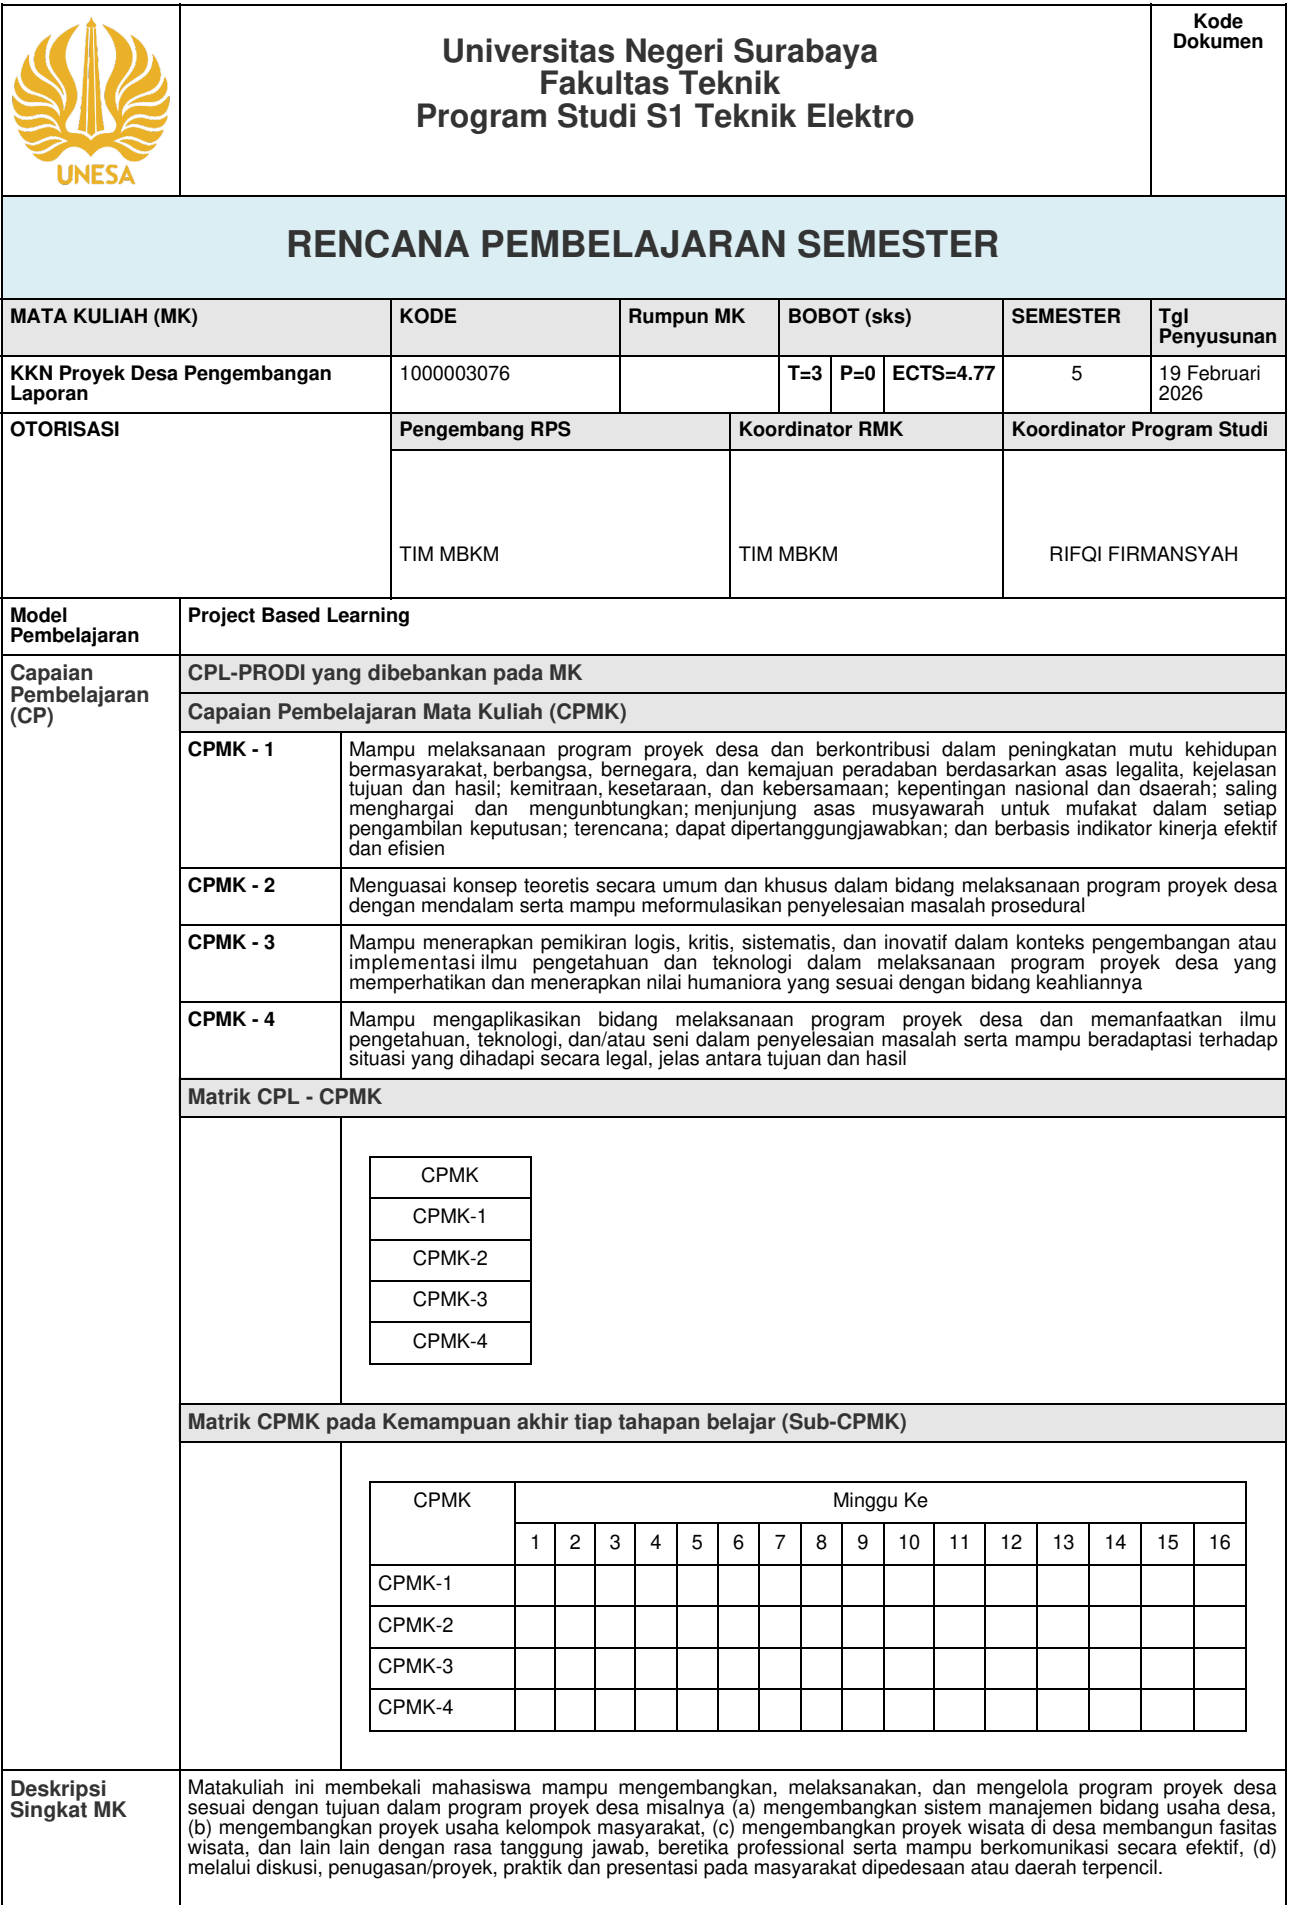 UNESA
Universitas Negeri Surabaya
Fakultas Teknik
Program Studi S1 Teknik Elektro
Kode
Dokumen
RENCANA PEMBELAJARAN SEMESTER
MATA KULIAH (MK)
KODE
Rumpun MK
BOBOT (sks)
SEMESTER
Tgl
Penyusunan
KKN Proyek Desa Pengembangan
Laporan
1000003076
T=3
P=0
ECTS=4.77
5
19 Februari
2026
OTORISASI
Pengembang RPS
Koordinator RMK
Koordinator Program Studi
TIM MBKM
TIM MBKM
RIFQI FIRMANSYAH
Model
Pembelajaran
Project Based Learning
Capaian
Pembelajaran
(CP)
CPL-PRODI yang dibebankan pada MK
Capaian Pembelajaran Mata Kuliah (CPMK)
CPMK - 1
Mampu melaksanaan program proyek desa dan berkontribusi dalam peningkatan mutu kehidupan
bermasyarakat, berbangsa, bernegara, dan kemajuan peradaban berdasarkan asas legalita, kejelasan
tujuan dan hasil; kemitraan, kesetaraan, dan kebersamaan; kepentingan nasional dan dsaerah; saling
menghargai dan mengunbtungkan; menjunjung asas musyawarah untuk mufakat dalam setiap
pengambilan keputusan; terencana; dapat dipertanggungjawabkan; dan berbasis indikator kinerja efektif
dan efisien
CPMK - 2
Menguasai konsep teoretis secara umum dan khusus dalam bidang melaksanaan program proyek desa
dengan mendalam serta mampu meformulasikan penyelesaian masalah prosedural
CPMK - 3
Mampu menerapkan pemikiran logis, kritis, sistematis, dan inovatif dalam konteks pengembangan atau
implementasi ilmu pengetahuan dan teknologi dalam melaksanaan program proyek desa yang
memperhatikan dan menerapkan nilai humaniora yang sesuai dengan bidang keahliannya
CPMK - 4
Mampu mengaplikasikan bidang melaksanaan program proyek desa dan memanfaatkan ilmu
pengetahuan, teknologi, dan/atau seni dalam penyelesaian masalah serta mampu beradaptasi terhadap
situasi yang dihadapi secara legal, jelas antara tujuan dan hasil
Matrik CPL - CPMK
CPMK
CPMK-1
CPMK-2
CPMK-3
CPMK-4
Matrik CPMK pada Kemampuan akhir tiap tahapan belajar (Sub-CPMK)
CPMK
Minggu Ke
1 2 3 4 5 6 7 8 9 10 11 12 13 14 15 16
CPMK-1
CPMK-2
CPMK-3
CPMK-4
Deskripsi
Singkat MK
Matakuliah ini membekali mahasiswa mampu mengembangkan, melaksanakan, dan mengelola program proyek desa
sesuai dengan tujuan dalam program proyek desa misalnya (a) mengembangkan sistem manajemen bidang usaha desa,
(b) mengembangkan proyek usaha kelompok masyarakat, (c) mengembangkan proyek wisata di desa membangun fasitas
wisata, dan lain lain dengan rasa tanggung jawab, beretika professional serta mampu berkomunikasi secara efektif, (d)
melalui diskusi, penugasan/proyek, praktik dan presentasi pada masyarakat dipedesaan atau daerah terpencil.